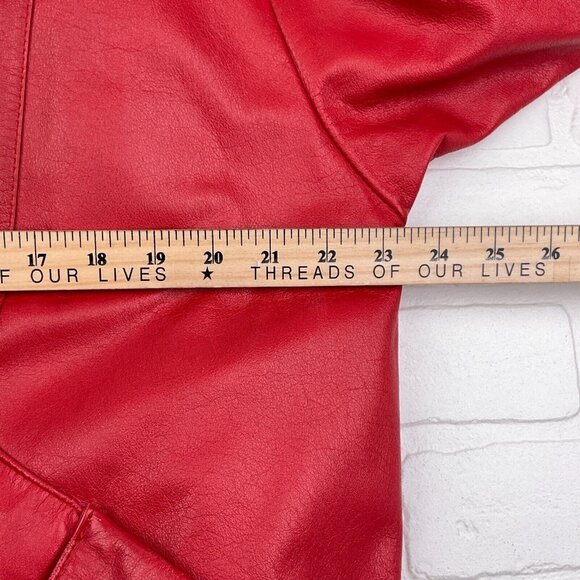 17 18 19 20 21 22 23 24 25 26
F OUR LIVES ★ THREADS OF OUR LIVES